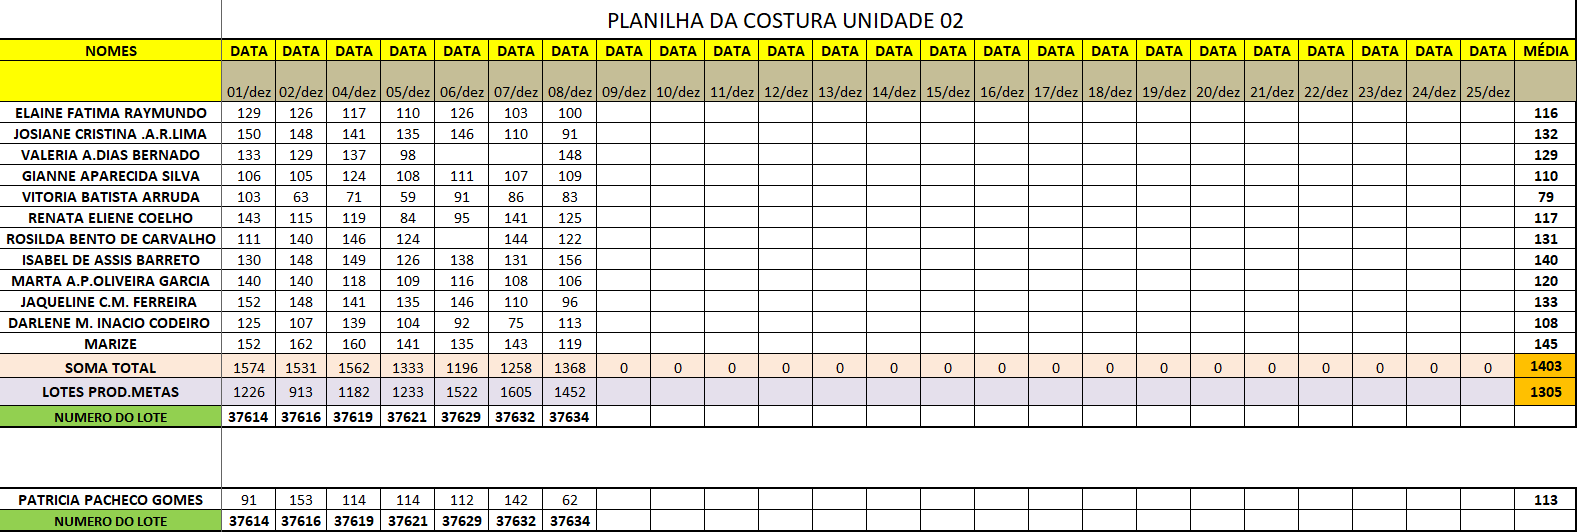 PLANILHA DA COSTURA UNIDADE 02
NOMES DATA DATA DATA DATA DATA DATA DATA DATA DATA DATA DATA DATA DATA DATA DATA DATA DATA DATA DATA DATA DATA DATA DATA DATA MÉDIA
01/dez 02/dez 04/dez 05/dez 06/dez 07/dez 08/dez 09/dez 10/dez 11/dez 12/dez 13/dez 14/dez 15/dez 16/dez 17/dez 18/dez 19/dez 20/dez 21/dez 22/dez 23/dez 24/dez 25/dez
ELAINE FATIMA RAYMUNDO 129 126 117 110 126 103 100 116
JOSIANE CRISTINA .A.R.LIMA 150 148 141 135 146 110 91 132
VALERIA A.DIAS BERNADO 133 129 137 98 148 129
GIANNE APARECIDA SILVA 106 105 124 108 111 107 109 110
VITORIA BATISTA ARRUDA 103 63 71 59 91 86 83 79
RENATA ELIENE COELHO 143 115 119 84 95 141 125 117
ROSILDA BENTO DE CARVALHO 111 140 146 124 144 122 131
ISABEL DE ASSIS BARRETO 130 148 149 126 138 131 156 140
MARTA A.P.OLIVEIRA GARCIA 140 140 118 109 116 108 106 120
JAQUELINE C.M. FERREIRA 152 148 141 135 146 110 96 133
DARLENE M. INACIO CODEIRO 125 107 139 104 92 75 113 108
MARIZE 152 162 160 141 135 143 119 145
SOMA TOTAL 1574 1531 1562 1333 1196 1258 1368 0 0 0 0 0 0 0 0 0 0 0 0 0 0 0 0 0 1403
LOTES PROD.METAS 1226 913 1182 1233 1522 1605 1452 1305
NUMERO DO LOTE 37614 37616 37619 37621 37629 37632 37634
PATRICIA PACHECO GOMES 91 153 114 114 112 142 62 113
NUMERO DO LOTE 37614 37616 37619 37621 37629 37632 37634